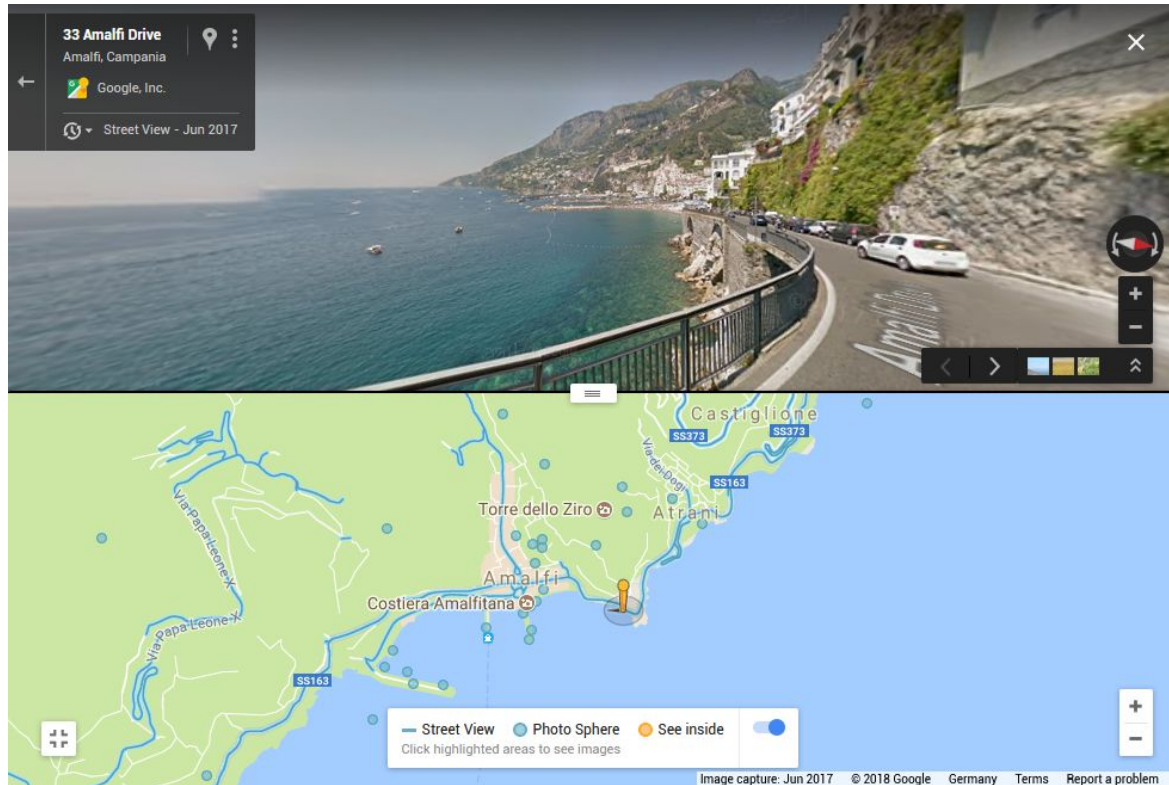 33 Amalfi Drive
Amalfi, Campania
Google, Inc.
Street View - Jun 2017
Amalfi Drive
Castiglione
SS373
SS373
Via dei Dogi
SS163
Torre dello Ziro
Atrani
Via Papa Leone X
Amalfi
Costiera Amalfitana
Via Papa Leone X
SS163
Street View
Photo Sphere
See inside
Click highlighted areas to see images
Image capture: Jun 2017 © 2018 Google Germany Terms Report a problem